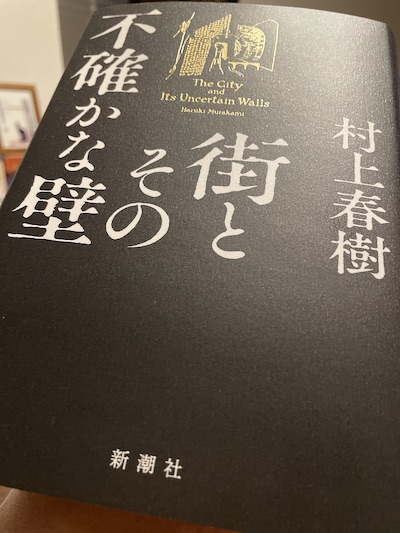 The City
and
Its Uncertain Walls
Haruki Murakami
村上春樹
街と
その
不確かな
壁
新潮社